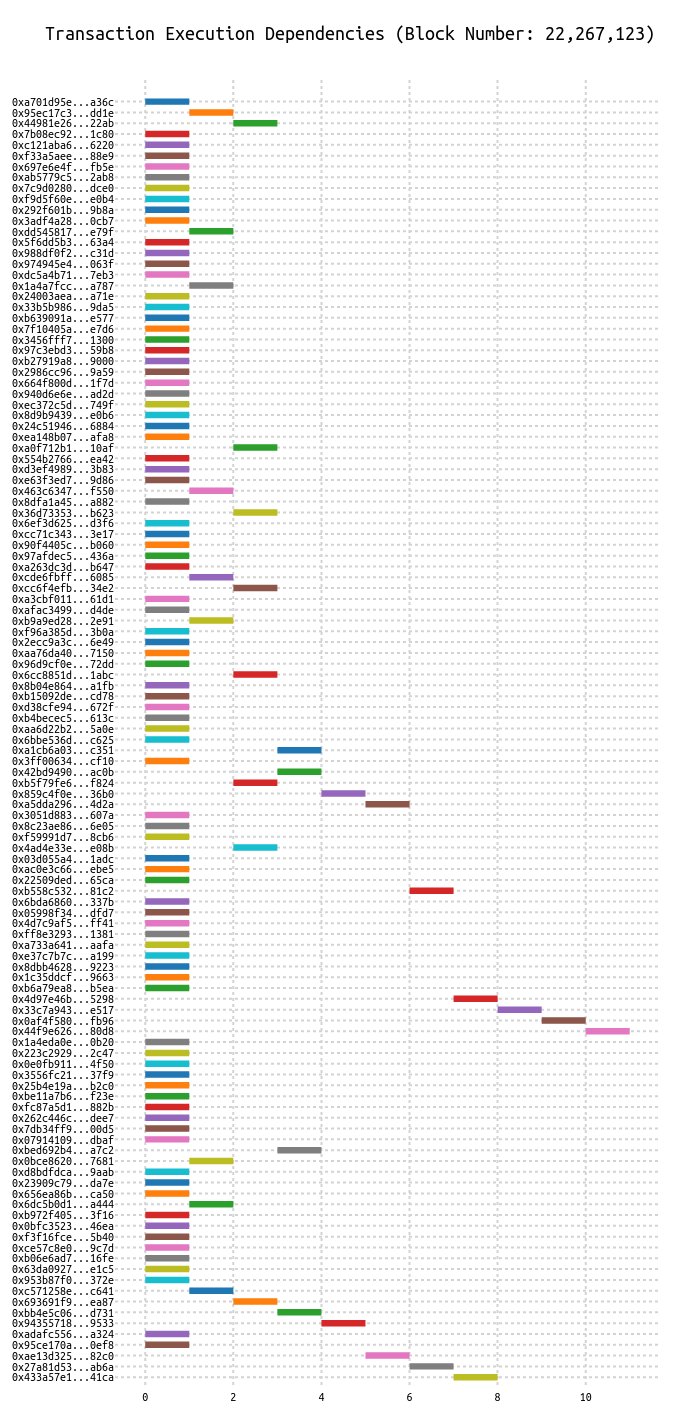 Transaction Execution Dependencies (Block Number: 22,267,123)
0xa701d95e...a36c
0x95ec17c3...dd1e
0x44981e26...22ab
0x7b08ec92...1c80
0xc121aba6...6220
0xf33a5aee...88e9
0x697e6e4f...fb5e
0xab5779c5...2ab8
0x7c9d0280...dce0
0xf9d5f60e...e0b4
0x292f601b...9b8a
0x3adf4a28...0cb7
0xdd545817...e79f
0x5f6dd5b3...63a4
0x988df0f2...c31d
0x974945e4...063f
0xdc5a4b71...7eb3
0x1a4a7fcc...a787
0x24003aea...a71e
0x33b5b986...9da5
0xb639091a...e577
0x7f10405a...e7d6
0x3456fff7...1300
0x97c3ebd3...59b8
0xb27919a8...9000
0x2986cc96...9a59
0x664f800d...1f7d
0x940d6e6e...ad2d
0xec372c5d...749f
0x8d9b9439...e0b6
0x24c51946...6884
0xea148b07...afa8
0xa0f712b1...10af
0x554b2766...ea42
0xd3ef4989...3b83
0xe63f3ed7...9d86
0x463c6347...f550
0x8dfa1a45...a882
0x36d73353...b623
0x6ef3d625...d3f6
0xcc71c343...3e17
0x90f4405c...b060
0x97afdec5...436a
0xa263dc3d...b647
0xcde6fbff...6085
0xcc6f4efb...34e2
0xa3cbf011...61d1
0xafac3499...d4de
0xb9a9ed28...2e91
0xf96a385d...3b0a
0x2ecc9a3c...6e49
0xaa76da40...7150
0x96d9cf0e...72dd
0x6cc8851d...1abc
0x8b04e864...a1fb
0xb15092de...cd78
0xd38cfe94...672f
0xb4becec5...613c
0xaa6d22b2...5a0e
0x6bbe536d...c625
0xa1cb6a03...c351
0x3ff00634...cf10
0x42bd9490...ac0b
0xb5f79fe6...f824
0x859c4f0e...36b0
0xa5dda296...4d2a
0x3051d883...607a
0x8c23ae86...6e05
0xf59991d7...8cb6
0x4ad4e33e...e08b
0x03d055a4...1adc
0xac0e3c66...ebe5
0x22509ded...65ca
0xb558c532...81c2
0x6bda6860...337b
0x05998f34...dfd7
0x4d7c9af5...ff41
0xff8e3293...1381
0xa733a641...aafa
0xe37c7b7c...a199
0x8dbb4628...9223
0x1c35ddcf...9663
0xb6a79ea8...b5ea
0x4d97e46b...5298
0x33c7a943...e517
0x0af4f580...fb96
0x44f9e626...80d8
0x1a4eda0e...0b20
0x223c2929...2c47
0x0e0fb911...4f50
0x3556fc21...37f9
0x25b4e19a...b2c0
0xbe11a7b6...f23e
0xfc87a5d1...882b
0x262c446c...dee7
0x7db34ff9...00d5
0x07914109...dbaf
0xbed692b4...a7c2
0x0bce8620...7681
0xd8bdfdca...9aab
0x23909c79...da7e
0x656ea86b...ca50
0x6dc5b0d1...a444
0xb972f405...3f16
0x0bfc3523...46ea
0xf3f16fce...5b40
0xce57c8e0...9c7d
0xb06e6ad7...16fe
0x63da0927...e1c5
0x953b87f0...372e
0xc571258e...c641
0x693691f9...ea87
0xbb4e5c06...d731
0x94355718...9533
0xadafc556...a324
0x95ce170a...0ef8
0xae13d325...82c0
0x27a81d53...ab6a
0x433a57e1...41ca
0 2 4 6 8 10